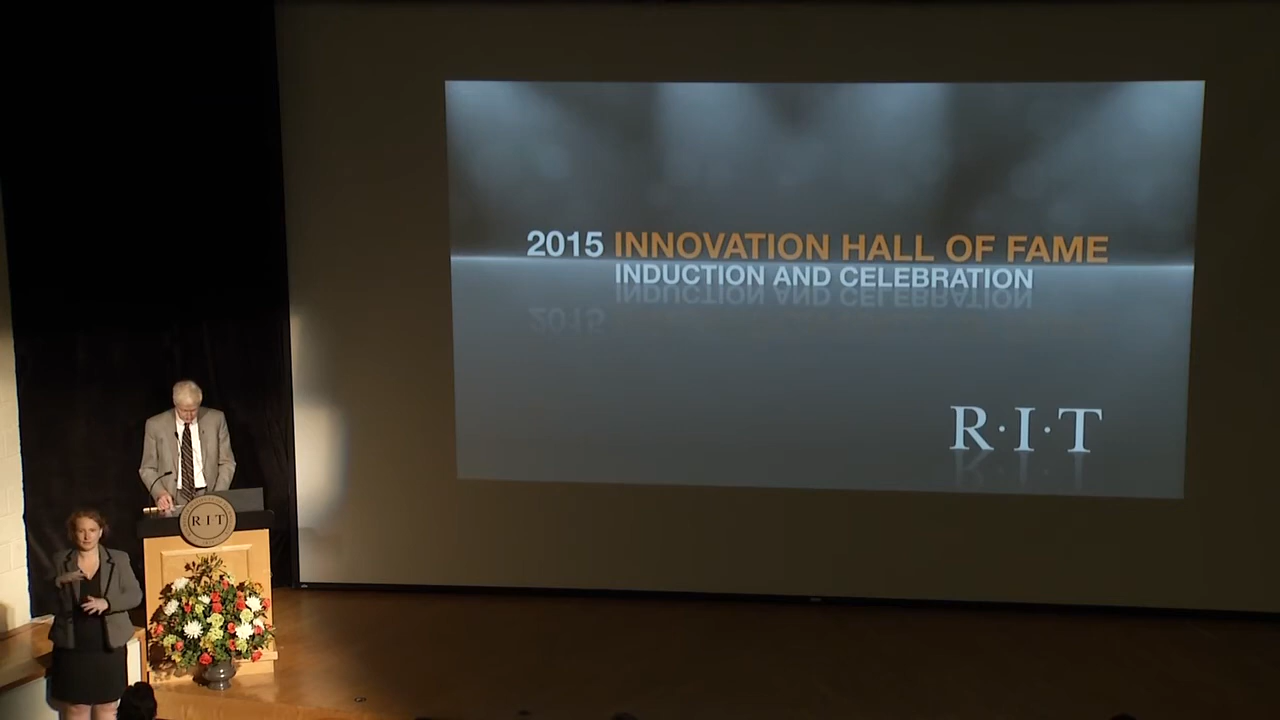 2015 INNOVATION HALL OF FAME
INDUCTION AND CELEBRATION
R·I·T
R·I·T